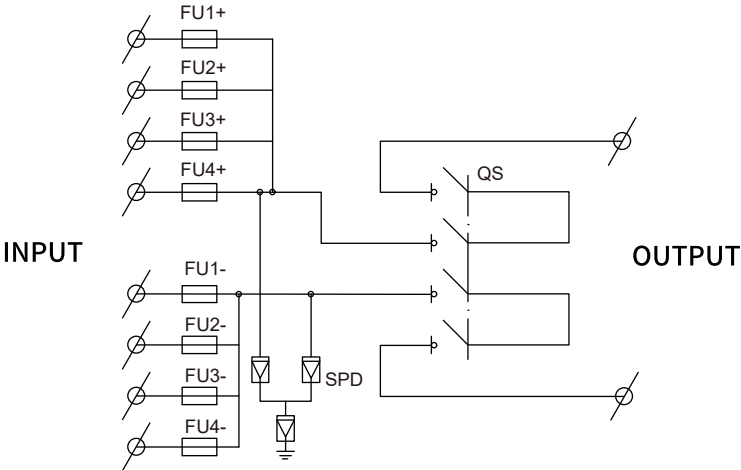 FU1+
FU2+
FU3+
FU4+
QS
INPUT
OUTPUT
FU1-
FU2-
FU3-
SPD
FU4-